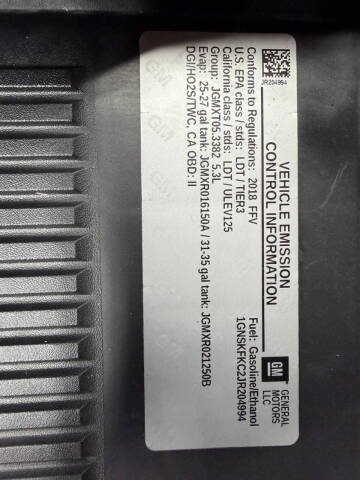 JR204994
VEHICLE EMISSION
CONTROL INFORMATION
GM
GENERAL
MOTORS
LLC
Conforms to Regulations: 2018 FFV
Fuel: Gasoline/Ethanol
U.S. EPA class / stds: LDT / TIER3
1GNSKFKC2JR204994
California class / stds: LDT / ULEV125
Group: JGMXT05.3382 5.3L
Evap: 25-27 gal tank: JGMXR016150A / 31-35 gal tank: JGMXR021250B
DGI/HO2S/TWC, CA OBD: II